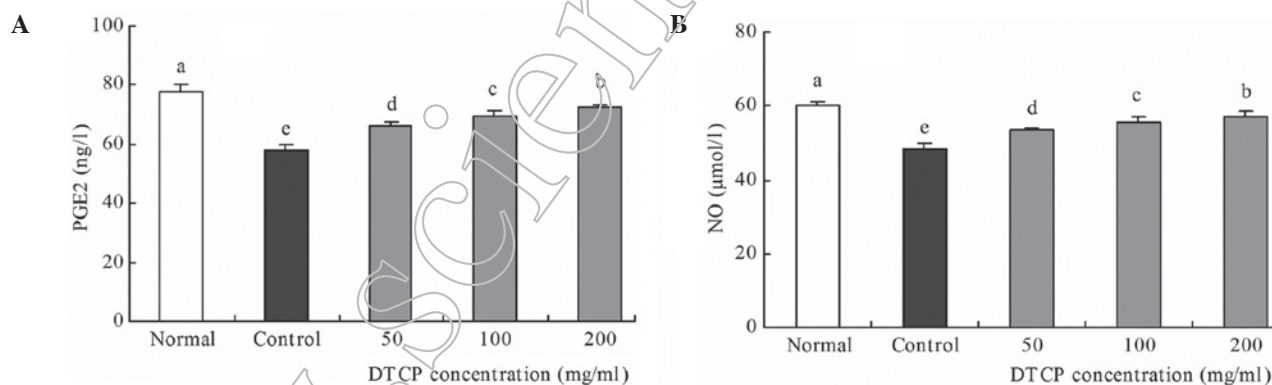 A
100
80
60
40
20
0
PGE2 (ng/l)
a
e
d
c
b
Normal Control 50 100 200
DTCP concentration (mg/ml)
B
80
60
40
20
0
NO (μmol/l)
a
e
d
c
b
Normal Control 50 100 200
DTCP concentration (mg/ml)